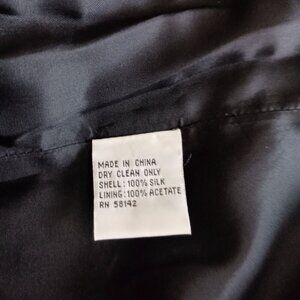 MADE IN CHINA
DRY CLEAN ONLY
SHELL: 100% SILK
LINING: 100% ACETATE
RN 58142